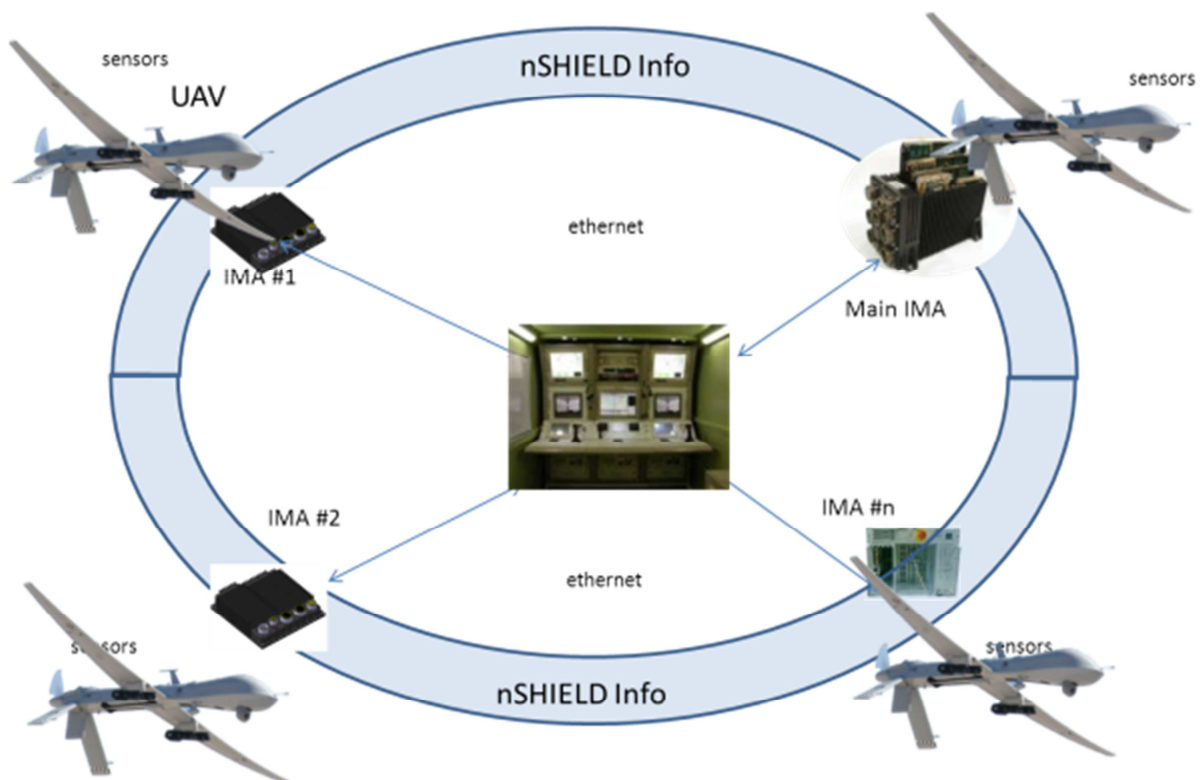 sensors
UAV
nSHIELD Info
sensors
ethernet
IMA #1
Main IMA
IMA #2
IMA #n
ethernet
sensors
sensors
nSHIELD Info